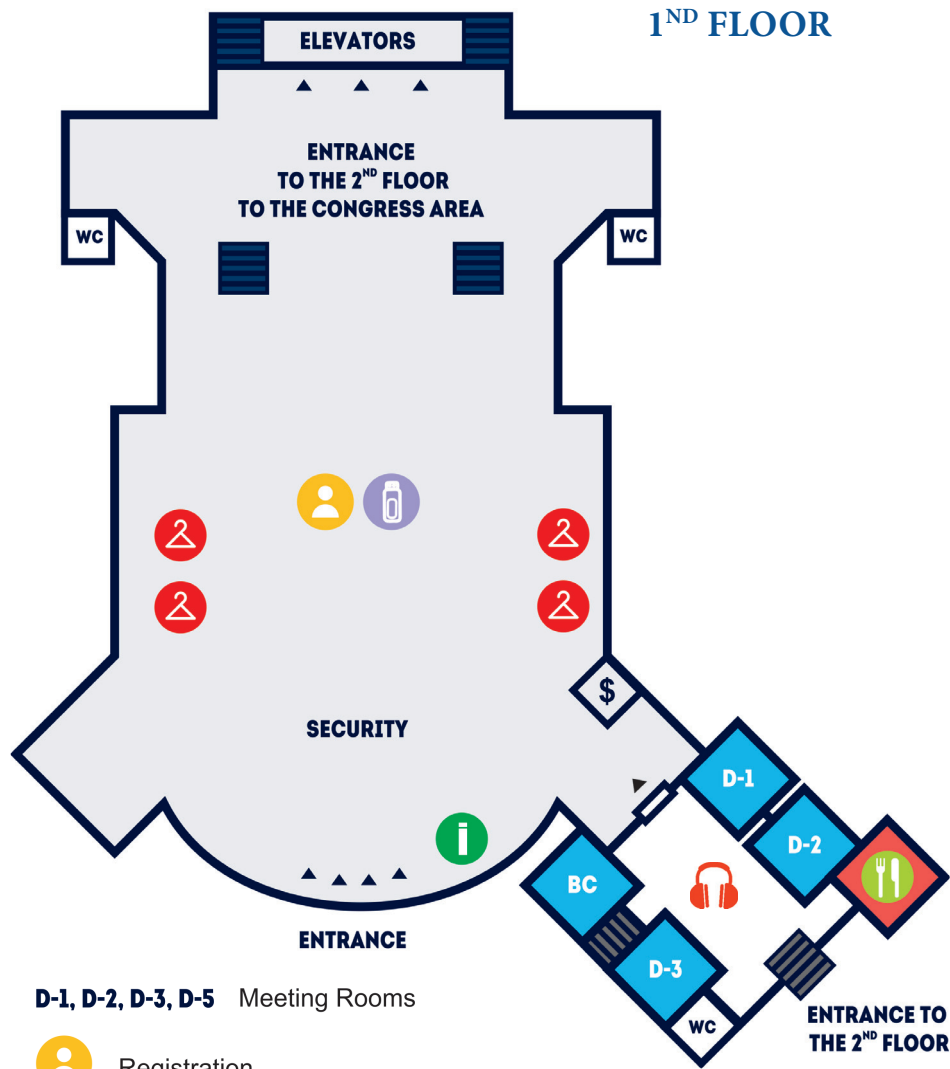 1ND FLOOR
ELEVATORS
ENTRANCE
TO THE 2ND FLOOR
TO THE CONGRESS AREA
WC
WC
$
SECURITY
D-1
D-2
i
BC
ENTRANCE
D-3
D-1, D-2, D-3, D-5 Meeting Rooms
WC
ENTRANCE TO
THE 2ND FLOOR
Registration